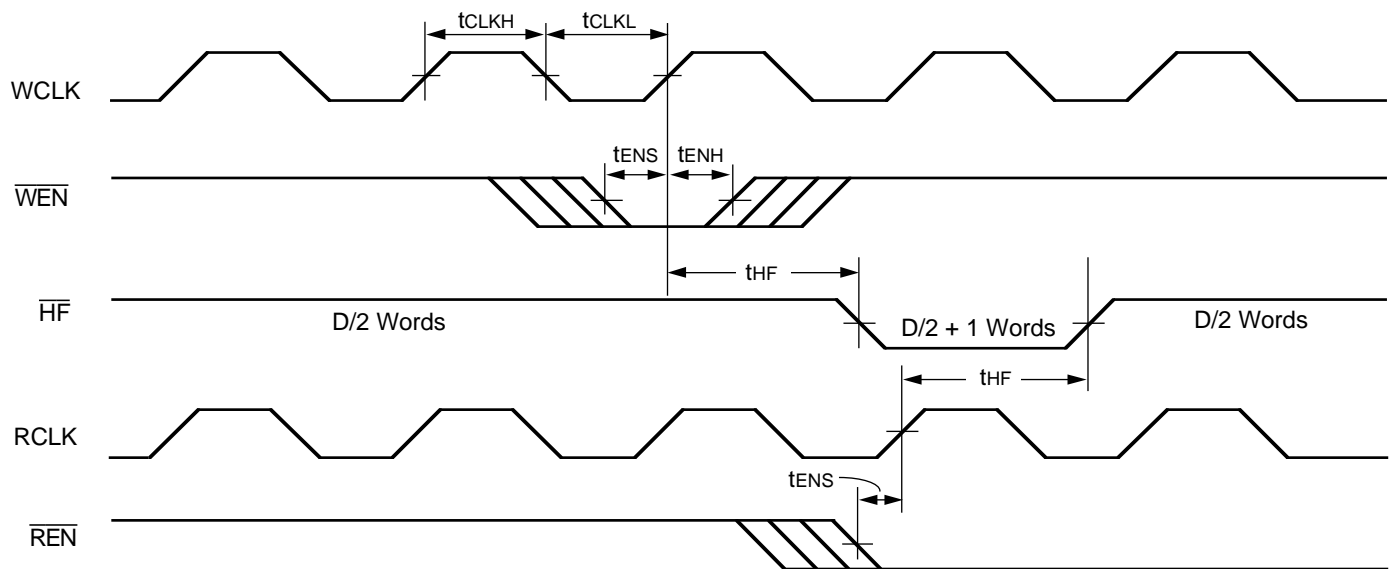 tCLKH tCLKL
WCLK
tENS tENH
WEN
tHF
HF
D/2 Words D/2 + 1 Words D/2 Words
tHF
RCLK
tENS
REN